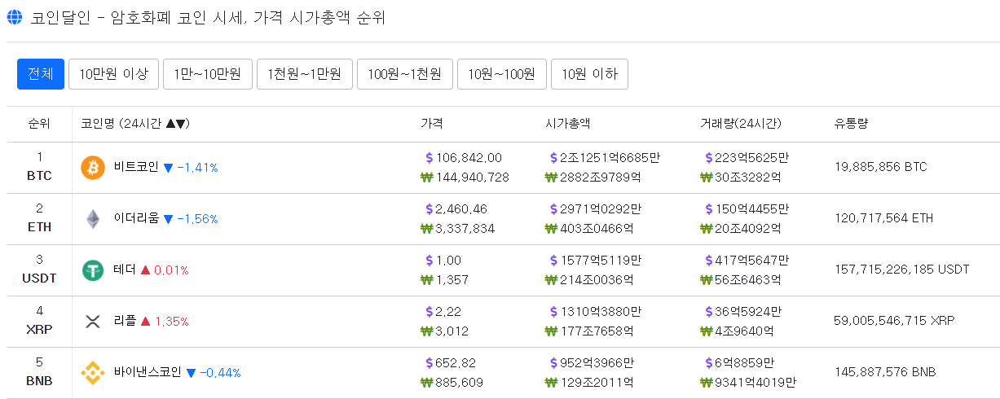 코인달인 - 암호화폐 코인 시세, 가격 시가총액 순위
전체 10만원 이상 1만~10만원 1천원~1만원 100원~1천원 10원~100원 10원 이하
순위 코인명 (24시간 ▲▼) 가격 시가총액 거래량(24시간) 유통량
1 $ 106,842.00 $ 2조1251억6685만 $ 223억5625만
BTC 비트코인 ▼ -1.41% ₩ 144,940,728 ₩ 2882조9789억 ₩ 30조3282억 19,885,856 BTC
2 $ 2,460.46 $ 2971억0292만 $ 150억4455만
ETH 이더리움 ▼ -1.56% ₩ 3,337,834 ₩ 403조0466억 ₩ 20조4092억 120,717,564 ETH
3 $ 1.00 $ 1577억5119만 $ 417억5647만
USDT 테더 ▲ 0.01% ₩ 1,357 ₩ 214조0036억 ₩ 56조6463억 157,715,226,185 USDT
4 $ 2.22 $ 1310억3880만 $ 36억5924만
XRP 리플 ▲ 1.35% ₩ 3,012 ₩ 177조7658억 ₩ 4조9640억 59,005,546,715 XRP
5 $ 652.82 $ 952억3966만 $ 6억8859만
BNB 바이낸스코인 ▼ -0.44% ₩ 885,609 ₩ 129조2011억 ₩ 9341억4019만 145,887,576 BNB